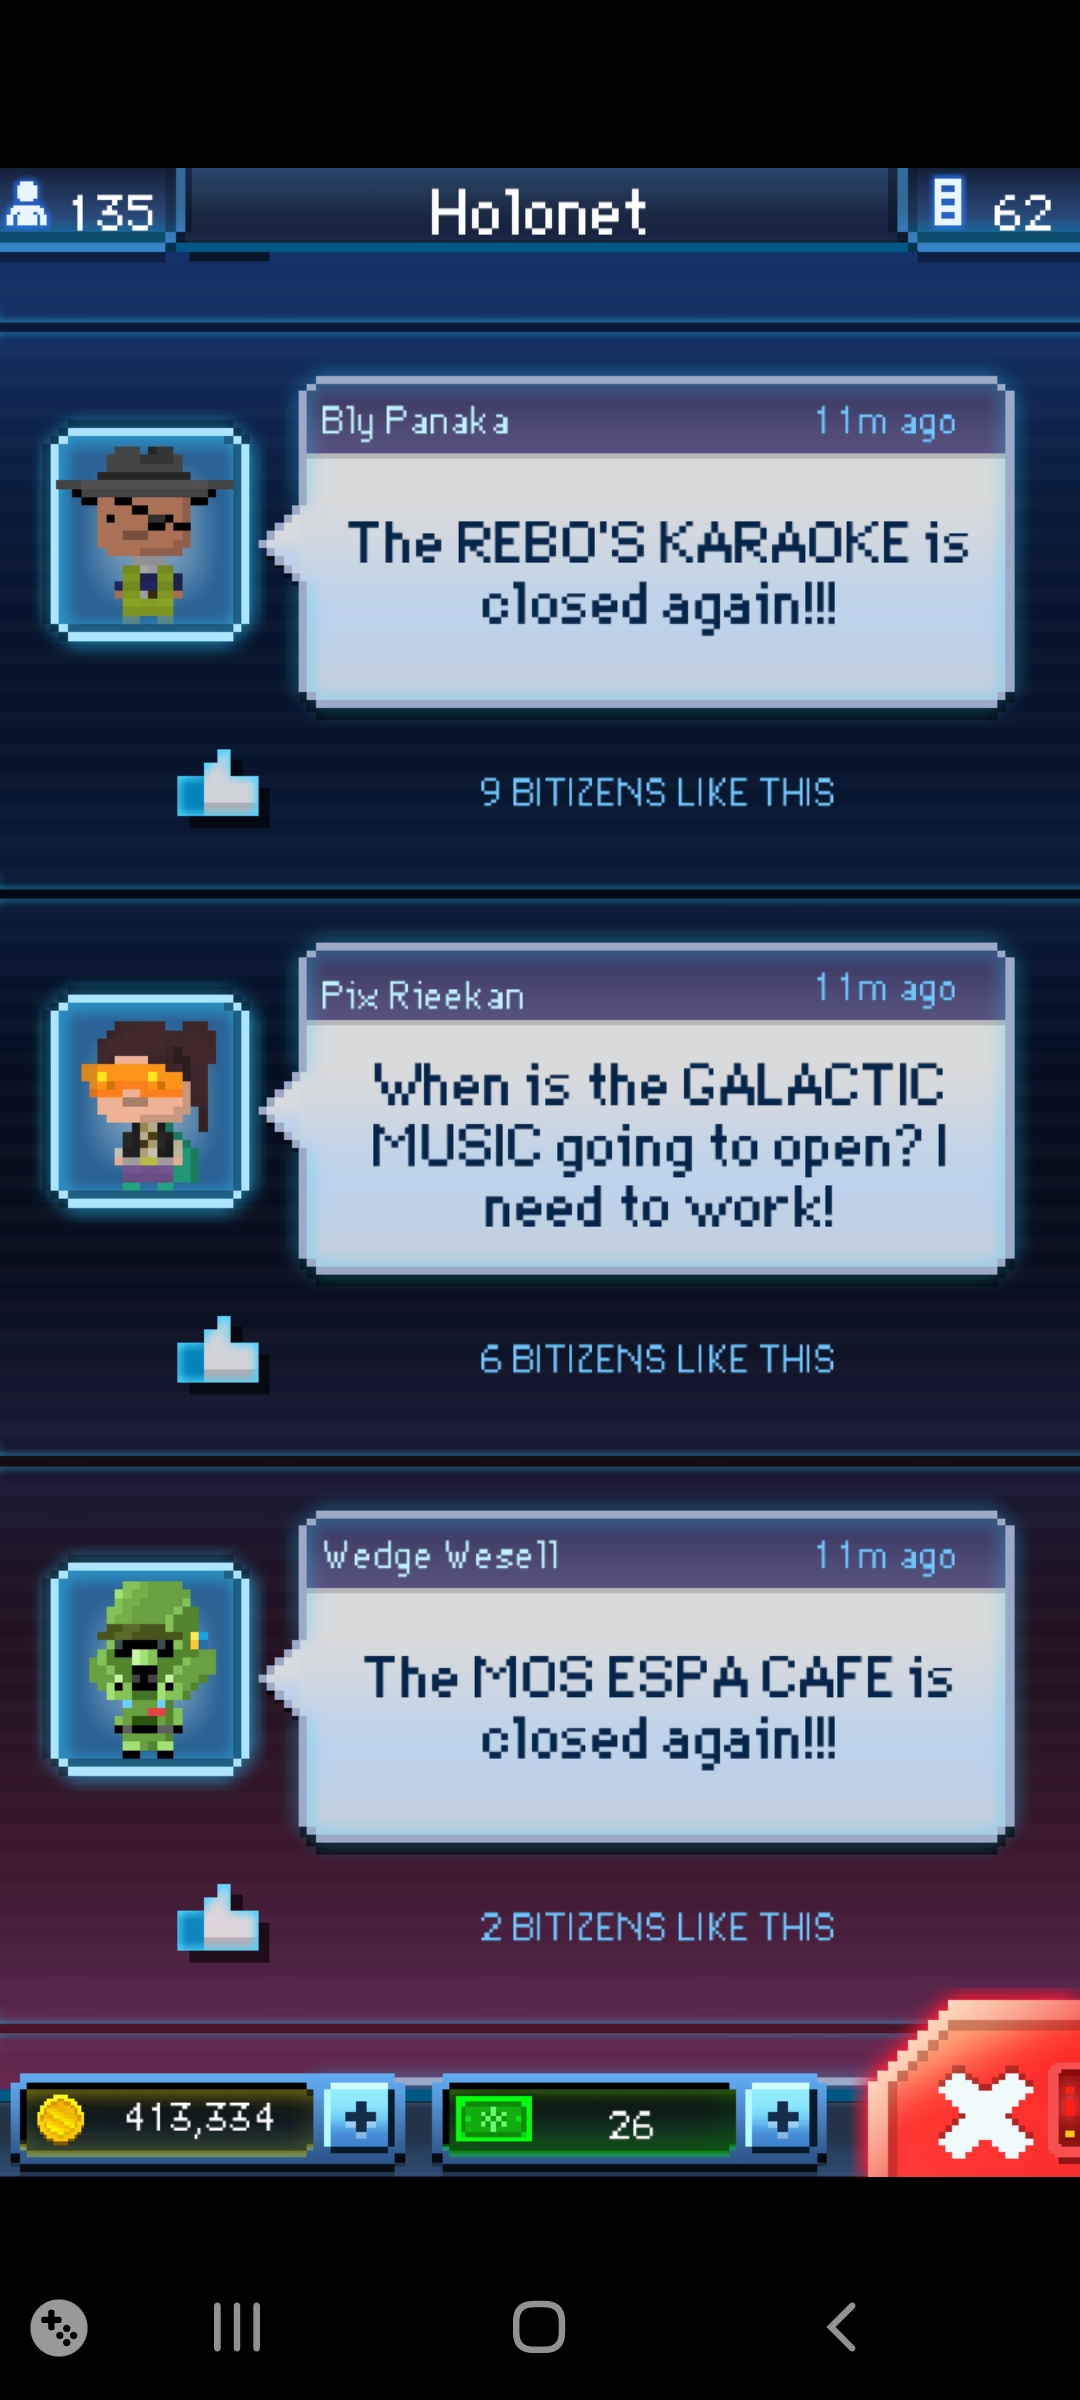 135 Holonet 62
Bly Panaka 11m ago
The REBO'S KARAOKE is
closed again!!!
9 BITIZENS LIKE THIS
Pix Rieekan 11m ago
When is the GALACTIC
MUSIC going to open? I
need to work!
6 BITIZENS LIKE THIS
Wedge Wesell 11m ago
The MOS ESPA CAFE is
closed again!!!
2 BITIZENS LIKE THIS
413,334 26